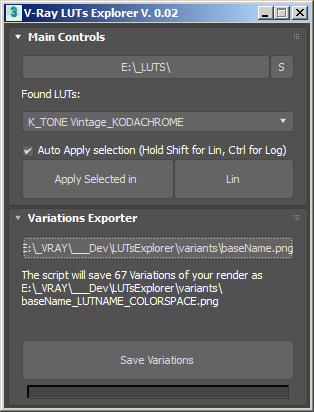 V-Ray LUTs Explorer V. 0.02
Main Controls
E:\_LUTS\
S
Found LUTs:
K_TONE Vintage_KODACHROME
Auto Apply selection (Hold Shift for Lin, Ctrl for Log)
Apply Selected in
Lin
Variations Exporter
E:\_VRAY\___Dev\LUTsExplorer\variants\baseName.png
The script will save 67 Variations of your render as
E:\_VRAY\___Dev\LUTsExplorer\variants\
baseName_LUTNAME_COLORSPACE.png
Save Variations